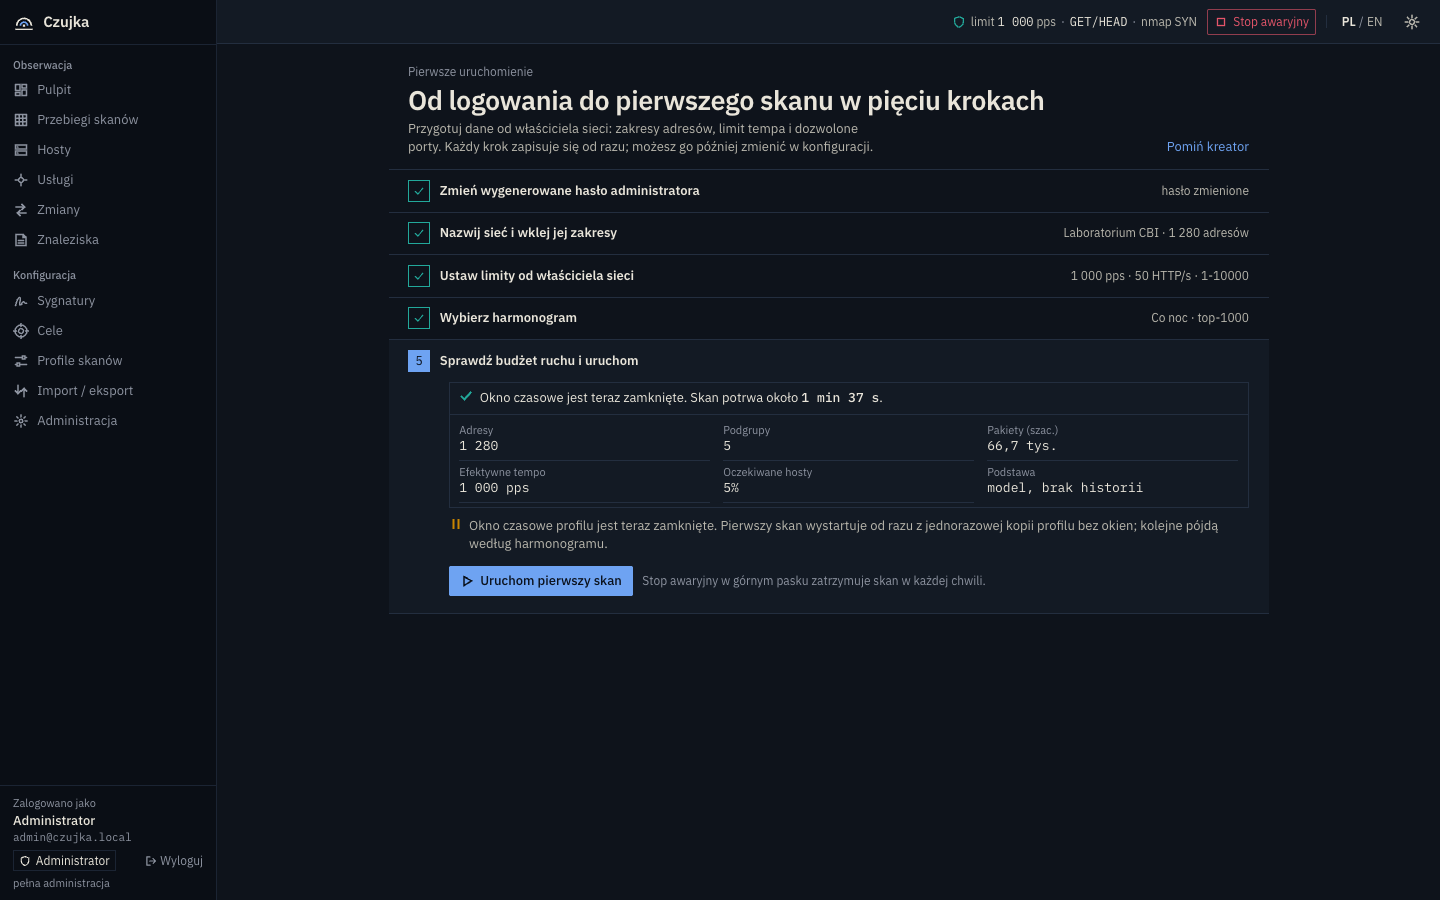 Czujka
limit 1 000 pps · GET/HEAD · nmap SYN
Stop awaryjny
PL / EN
Obserwacja
Pulpit
Przebiegi skanów
Hosty
Usługi
Zmiany
Znaleziska
Konfiguracja
Sygnatury
Cele
Profile skanów
Import / eksport
Administracja
Zalogowano jako
Administrator
admin@czujka.local
Administrator
Wyloguj
pełna administracja
Pierwsze uruchomienie
Od logowania do pierwszego skanu w pięciu krokach
Przygotuj dane od właściciela sieci: zakresy adresów, limit tempa i dozwolone
porty. Każdy krok zapisuje się od razu; możesz go później zmienić w konfiguracji.
Pomiń kreator
Zmień wygenerowane hasło administratora
hasło zmienione
Nazwij sieć i wklej jej zakresy
Laboratorium CBI · 1 280 adresów
Ustaw limity od właściciela sieci
1 000 pps · 50 HTTP/s · 1-10000
Wybierz harmonogram
Co noc · top-1000
5 Sprawdź budżet ruchu i uruchom
Okno czasowe jest teraz zamknięte. Skan potrwa około 1 min 37 s.
Adresy
1 280
Podgrupy
5
Pakiety (szac.)
66,7 tys.
Efektywne tempo
1 000 pps
Oczekiwane hosty
5%
Podstawa
model, brak historii
Okno czasowe profilu jest teraz zamknięte. Pierwszy skan wystartuje od razu z jednorazowej kopii profilu bez okien; kolejne pójdą
według harmonogramu.
Uruchom pierwszy skan
Stop awaryjny w górnym pasku zatrzymuje skan w każdej chwili.